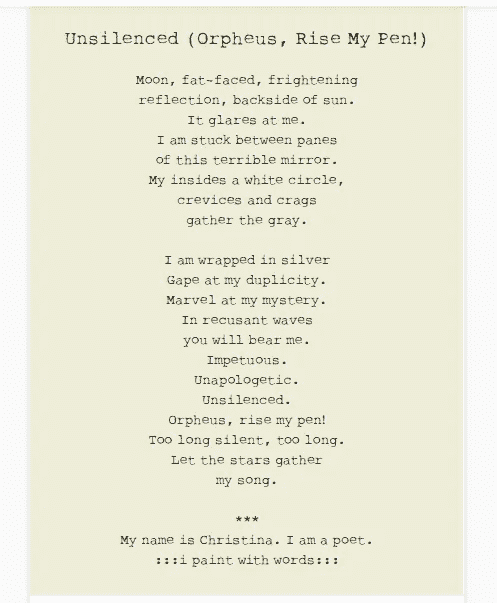 Unsilenced (Orpheus, Rise My Pen!)
Moon, fat-faced, frightening
reflection, backside of sun.
It glares at me.
I am stuck between panes
of this terrible mirror.
My insides a white circle,
crevices and crags
gather the gray.
I am wrapped in silver
Gape at my duplicity.
Marvel at my mystery.
In recusant waves
you will bear me.
Impetuous.
Unapologetic.
Unsilenced.
Orpheus, rise my pen!
Too long silent, too long.
Let the stars gather
my song.
***
My name is Christina. I am a poet.
:::i paint with words:::